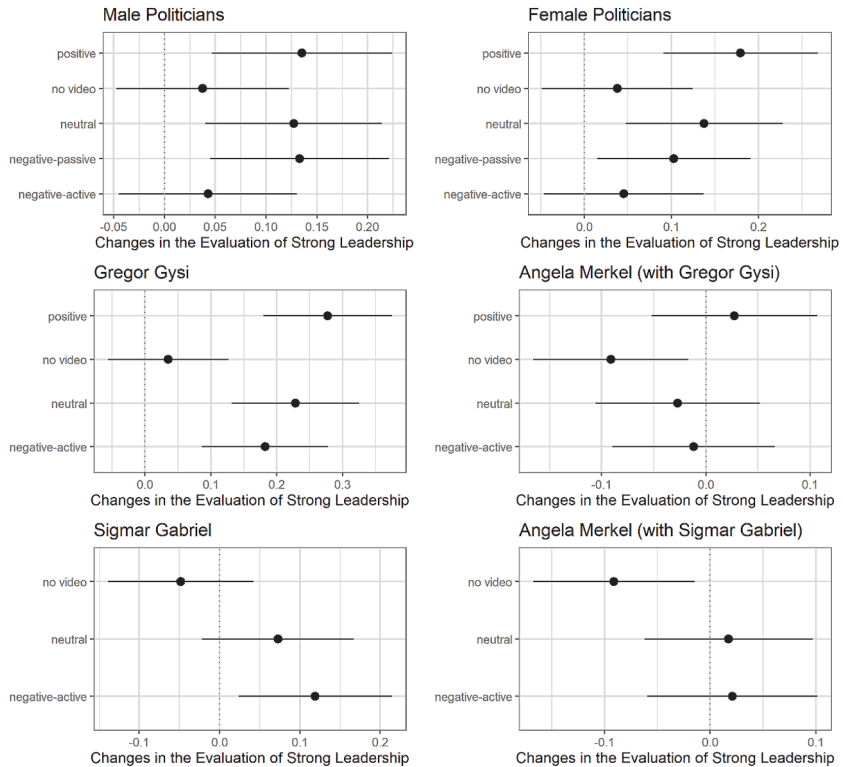 Male Politicians
positive
no video
neutral
negative-passive
negative-active
-0.05 0.00 0.05 0.10 0.15 0.20
Changes in the Evaluation of Strong Leadership
Female Politicians
positive
no video
neutral
negative-passive
negative-active
0.0 0.1 0.2
Changes in the Evaluation of Strong Leadership
Gregor Gysi
positive
no video
neutral
negative-active
0.0 0.1 0.2 0.3
Changes in the Evaluation of Strong Leadership
Angela Merkel (with Gregor Gysi)
positive
no video
neutral
negative-active
-0.1 0.0 0.1
Changes in the Evaluation of Strong Leadership
Sigmar Gabriel
no video
neutral
negative-active
-0.1 0.0 0.1 0.2
Changes in the Evaluation of Strong Leadership
Angela Merkel (with Sigmar Gabriel)
no video
neutral
negative-active
-0.1 0.0 0.1
Changes in the Evaluation of Strong Leadership